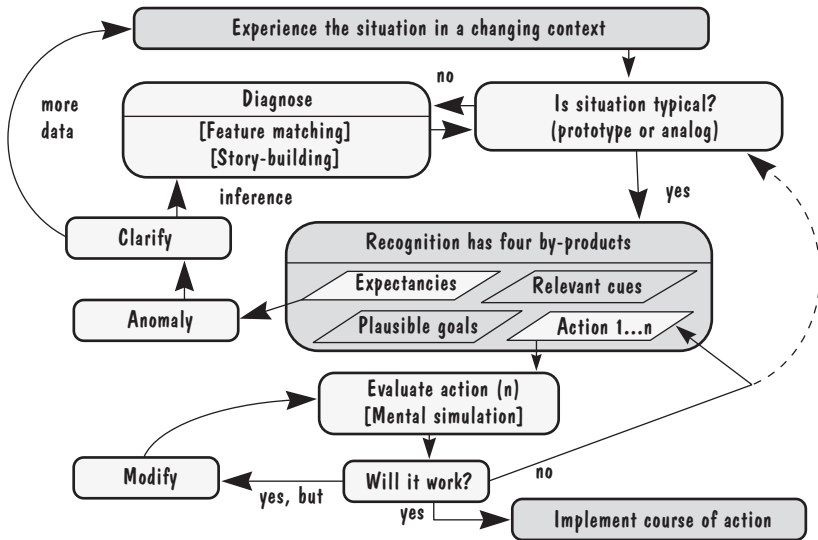 Experience the situation in a changing context
no
more
data
Diagnose
[Feature matching]
[Story-building]
Is situation typical?
(prototype or analog)
inference
yes
Clarify
Recognition has four by-products
Expectancies
Relevant cues
Anomaly
Plausible goals
Action 1...n
Evaluate action (n)
[Mental simulation]
Modify
Will it work?
no
yes, but
yes
Implement course of action